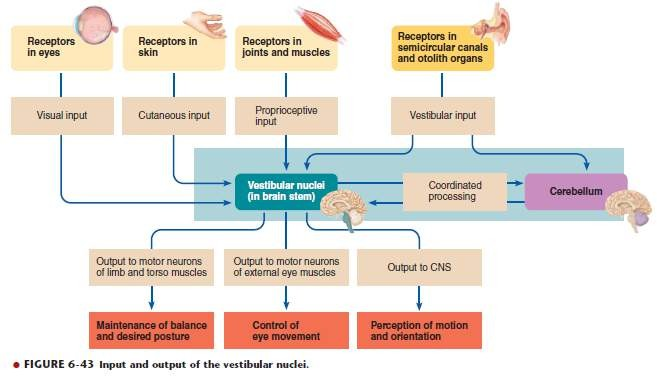 Receptors
in eyes
Receptors in
skin
Receptors in
joints and muscles
Receptors in
semicircular canals
and otolith organs
Visual input
Cutaneous input
Proprioceptive
input
Vestibular input
Vestibular nuclei
(in brain stem)
Coordinated
processing
Cerebellum
Output to motor neurons
of limb and torso muscles
Output to motor neurons
of external eye muscles
Output to CNS
Maintenance of balance
and desired posture
Control of
eye movement
Perception of motion
and orientation
• FIGURE 6-43 Input and output of the vestibular nuclei.